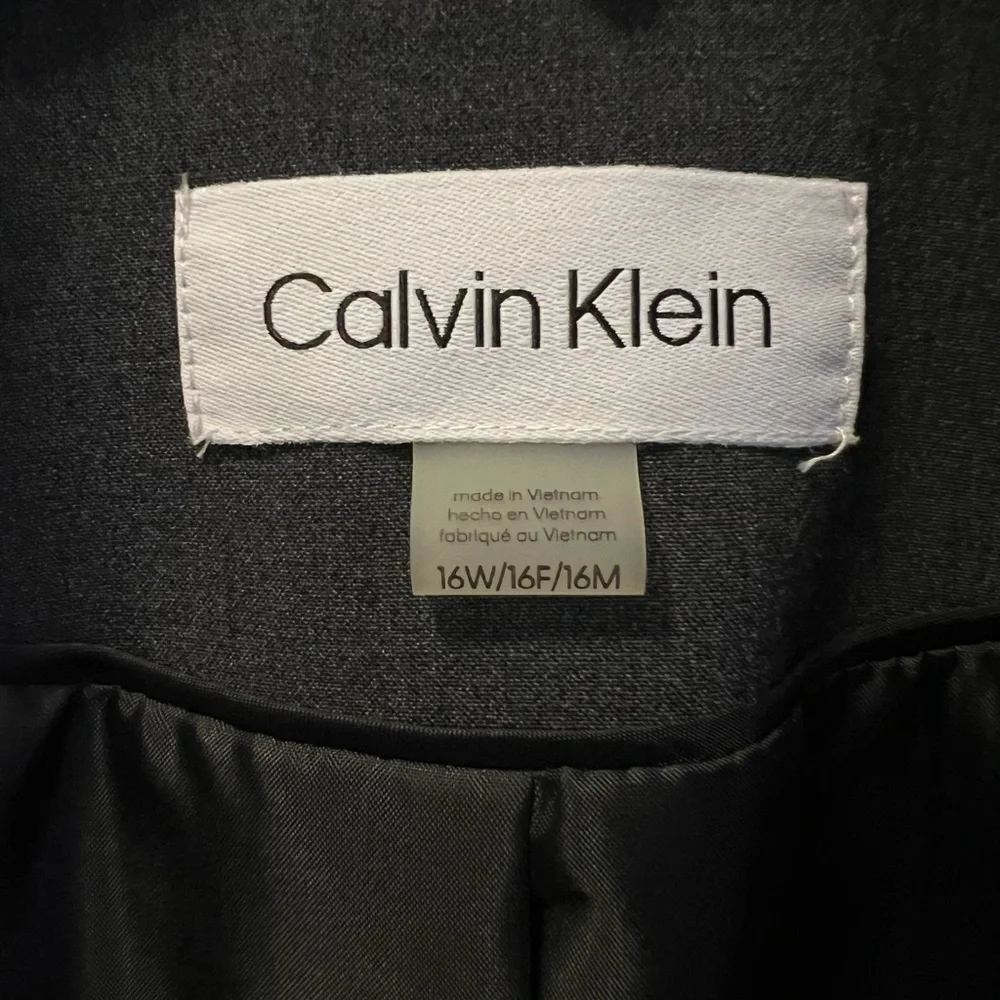 Calvin Klein
made in Vietnam
hecho en Vietnam
fabriqué au Vietnam
16W/16F/16M